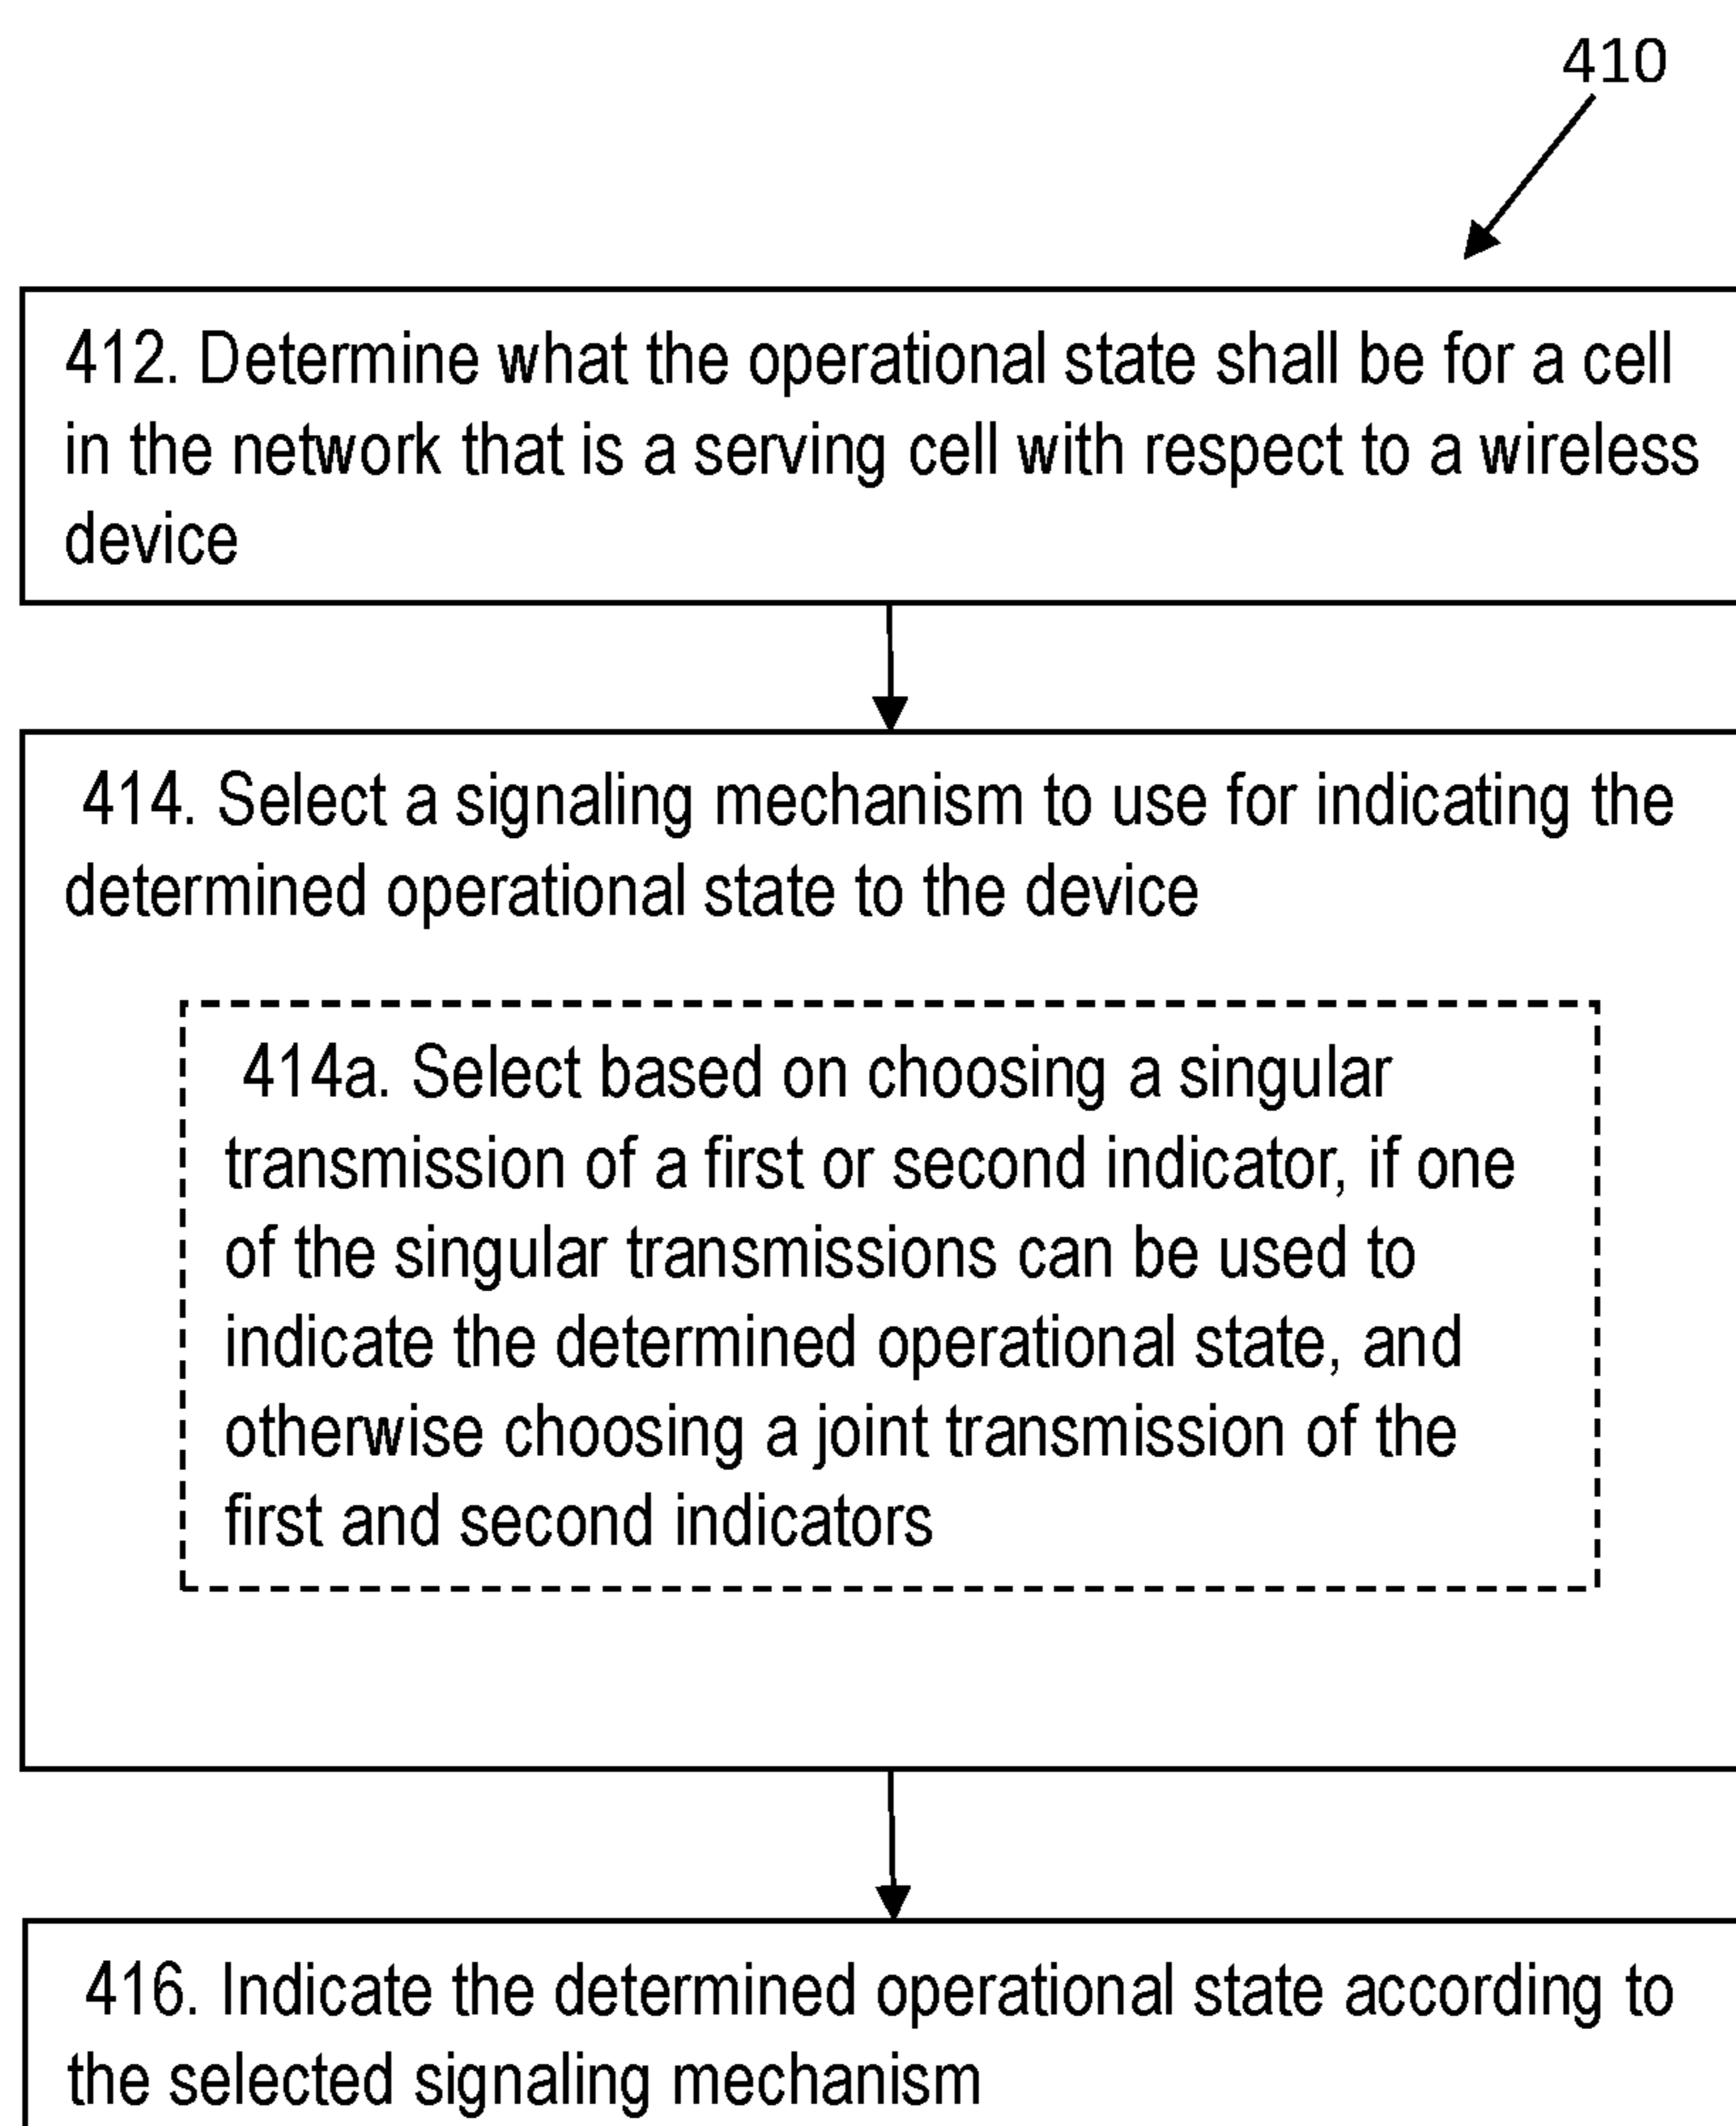 410
412. Determine what the operational state shall be for a cell
in the network that is a serving cell with respect to a wireless
device
414. Select a signaling mechanism to use for indicating the
determined operational state to the device
414a. Select based on choosing a singular
transmission of a first or second indicator, if one
of the singular transmissions can be used to
indicate the determined operational state, and
otherwise choosing a joint transmission of the
first and second indicators
416. Indicate the determined operational state according to
the selected signaling mechanism